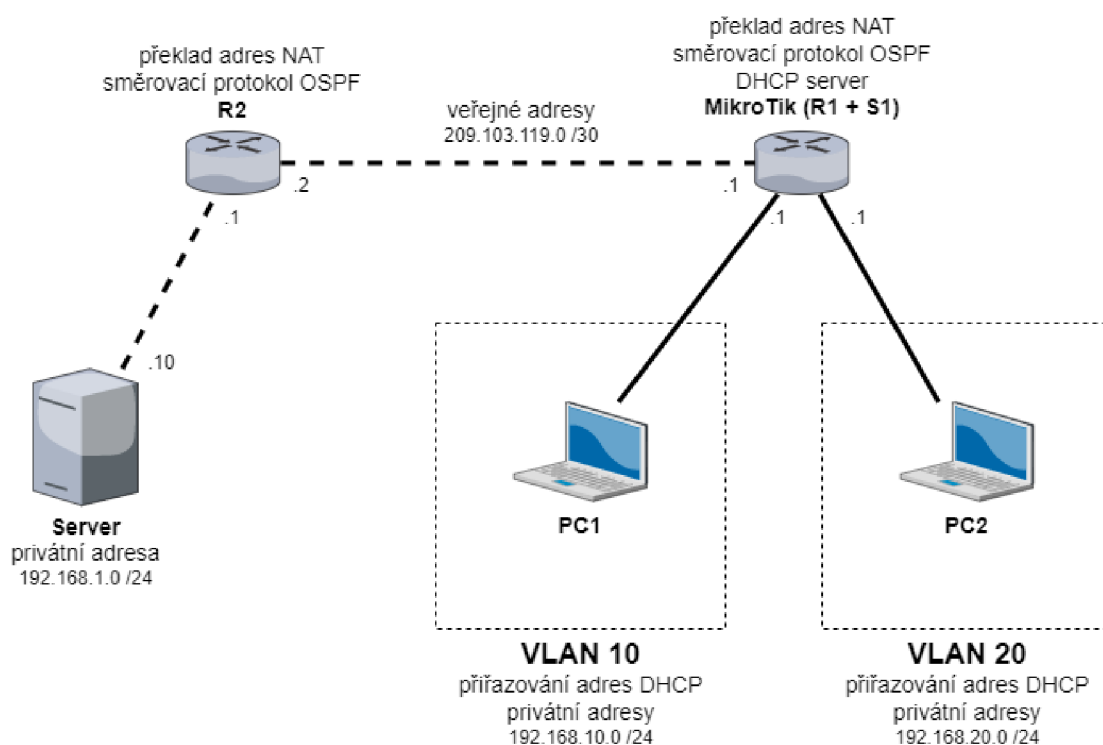 překlad adres NAT
směrovací protokol OSPF
R2
překlad adres NAT
směrovací protokol OSPF
DHCP server
MikroTik (R1 + S1)
veřejné adresy
209.103.119.0 /30
.2
.1
.1
.1
.1
.10
Server
privátní adresa
192.168.1.0 /24
PC1
PC2
VLAN 10
přiřazování adres DHCP
privátní adresy
192.168.10.0 /24
VLAN 20
přiřazování adres DHCP
privátní adresy
192.168.20.0 /24